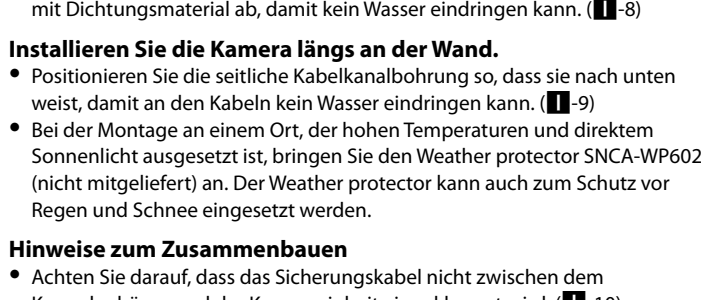 mit Dichtungsmaterial ab, damit kein Wasser eindringen kann. (I-8)
Installieren Sie die Kamera längs an der Wand.
• Positionieren Sie die seitliche Kabelkanalbohrung so, dass sie nach unten
weist, damit an den Kabeln kein Wasser eindringen kann. (I-9)
• Bei der Montage an einem Ort, der hohen Temperaturen und direktem
Sonnenlicht ausgesetzt ist, bringen Sie den Weather protector SNCA-WP602
(nicht mitgeliefert) an. Der Weather protector kann auch zum Schutz vor
Regen und Schnee eingesetzt werden.
Hinweise zum Zusammenbauen
• Achten Sie darauf, dass das Sicherungskabel nicht zwischen dem